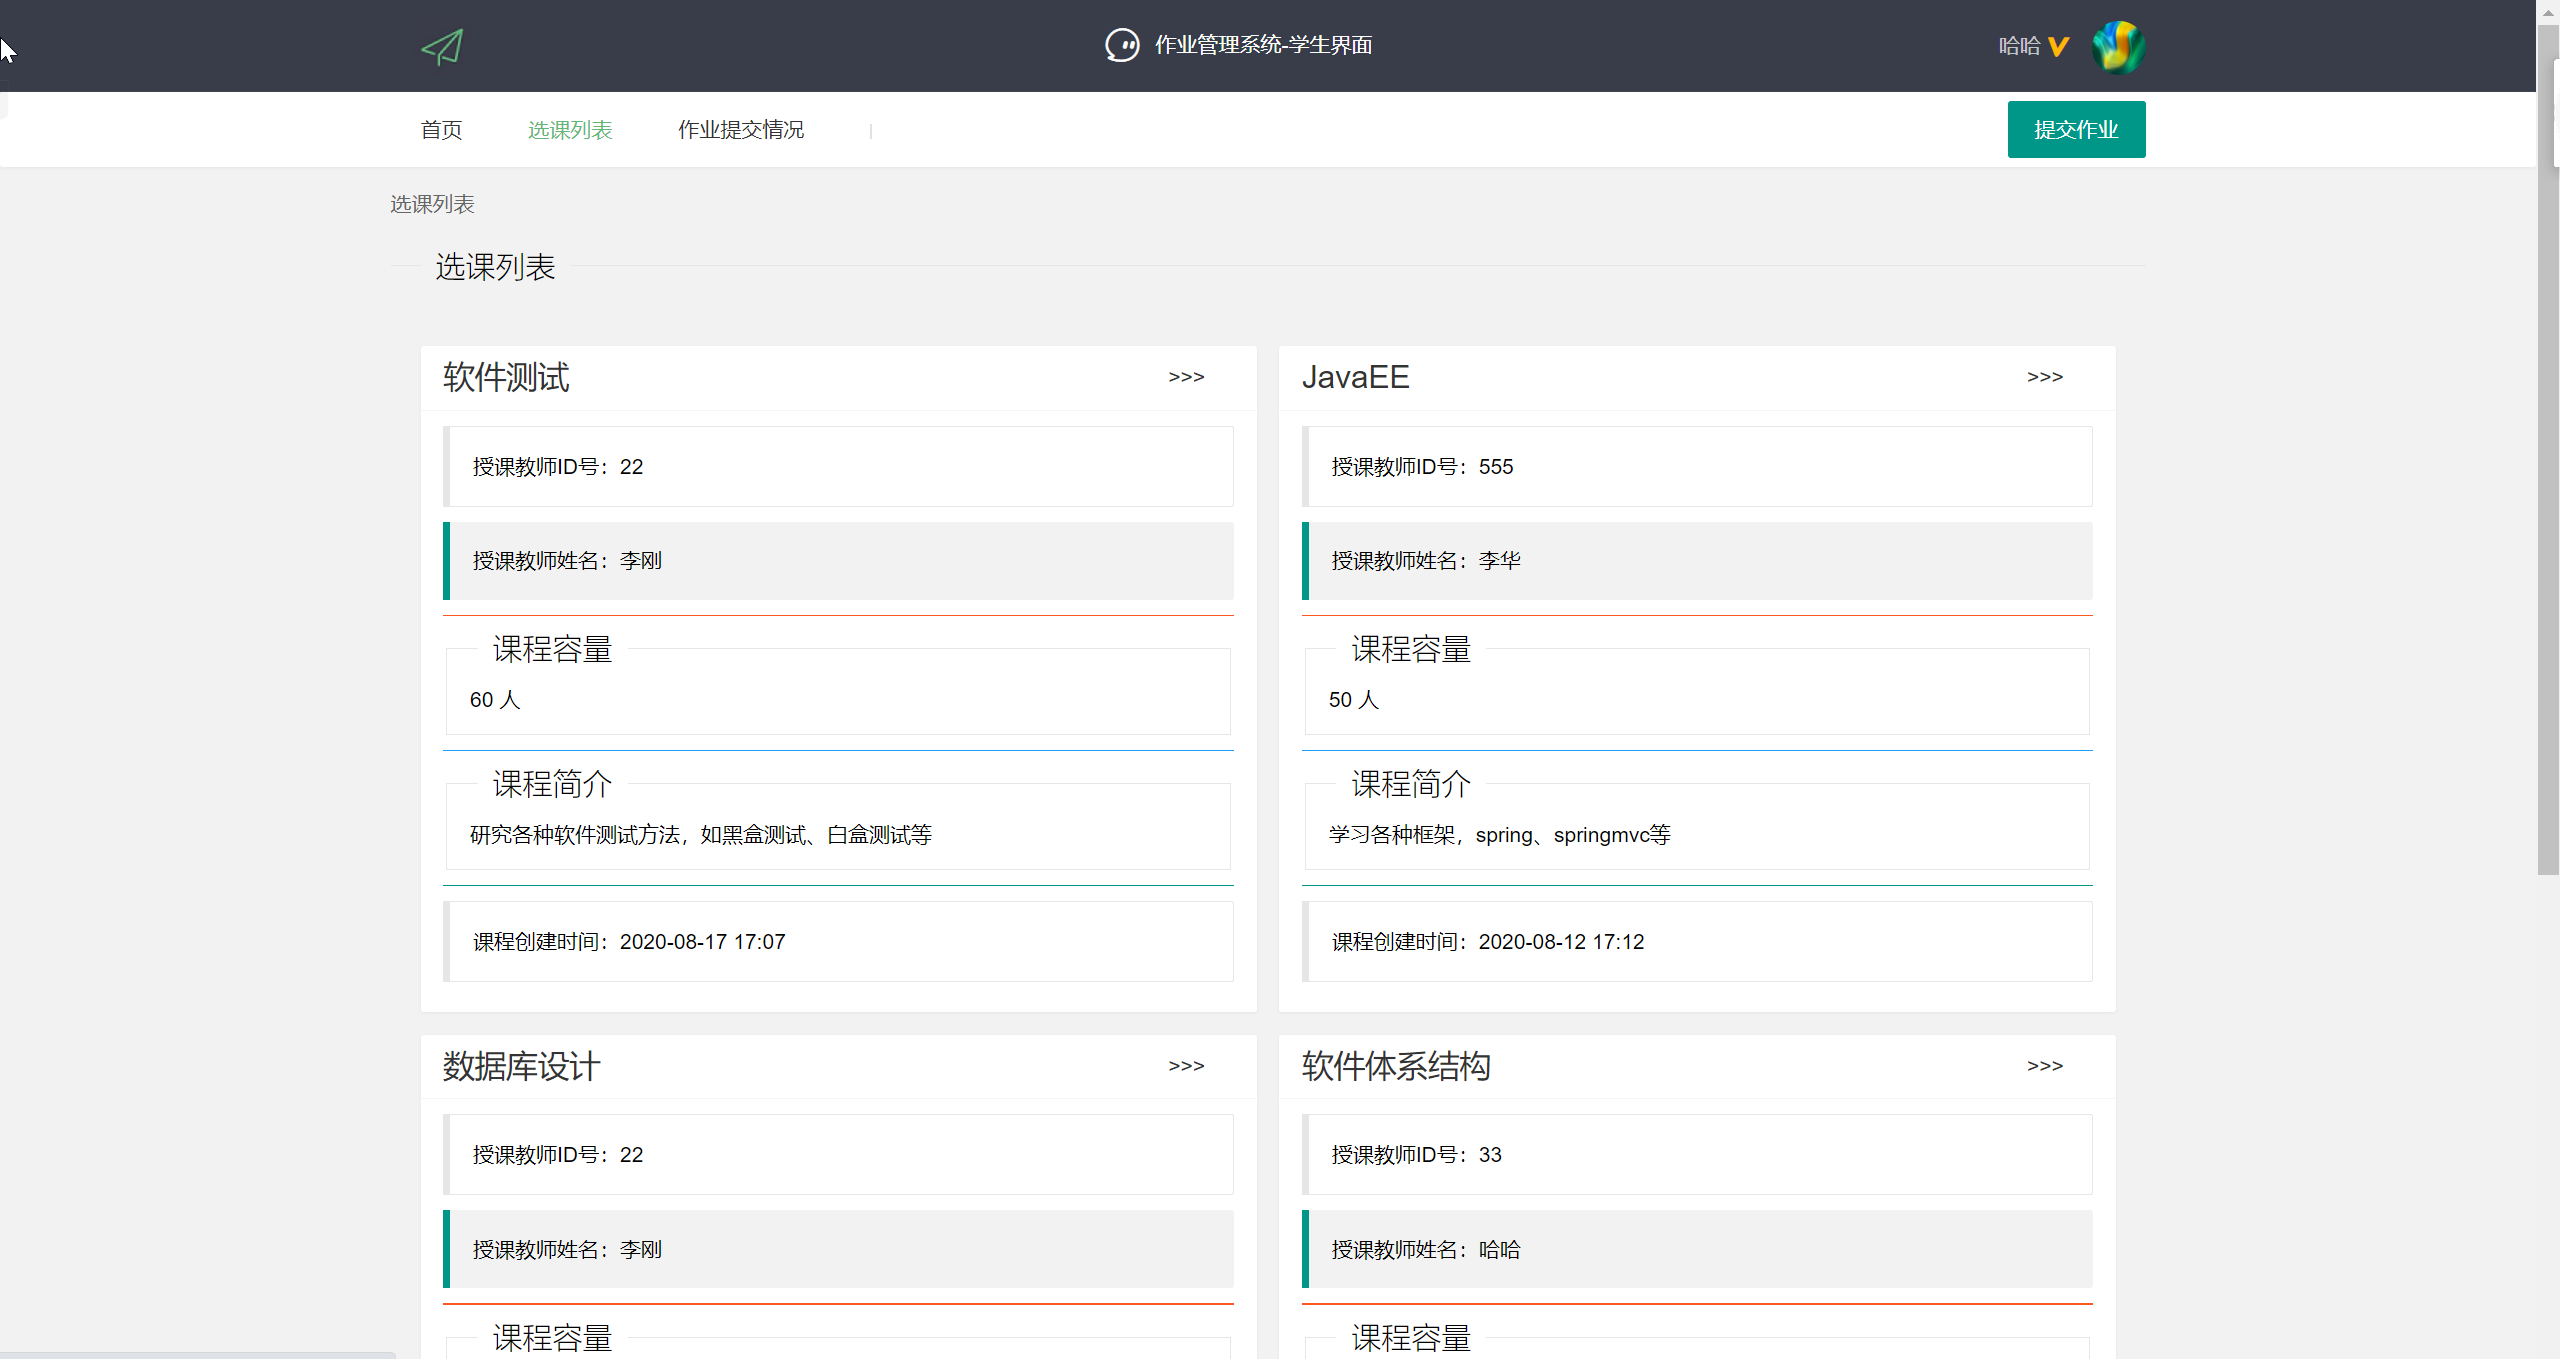 作业管理系统-学生界面
哈哈
首页
选课列表
作业提交情况
提交作业
选课列表
选课列表
软件测试
>>>
授课教师ID号：22
授课教师姓名：李刚
课程容量
60 人
课程简介
研究各种软件测试方法，如黑盒测试、白盒测试等
课程创建时间：2020-08-17 17:07
JavaEE
>>>
授课教师ID号：555
授课教师姓名：李华
课程容量
50 人
课程简介
学习各种框架，spring、springmvc等
课程创建时间：2020-08-12 17:12
数据库设计
>>>
授课教师ID号：22
授课教师姓名：李刚
课程容量
软件体系结构
>>>
授课教师ID号：33
授课教师姓名：哈哈
课程容量